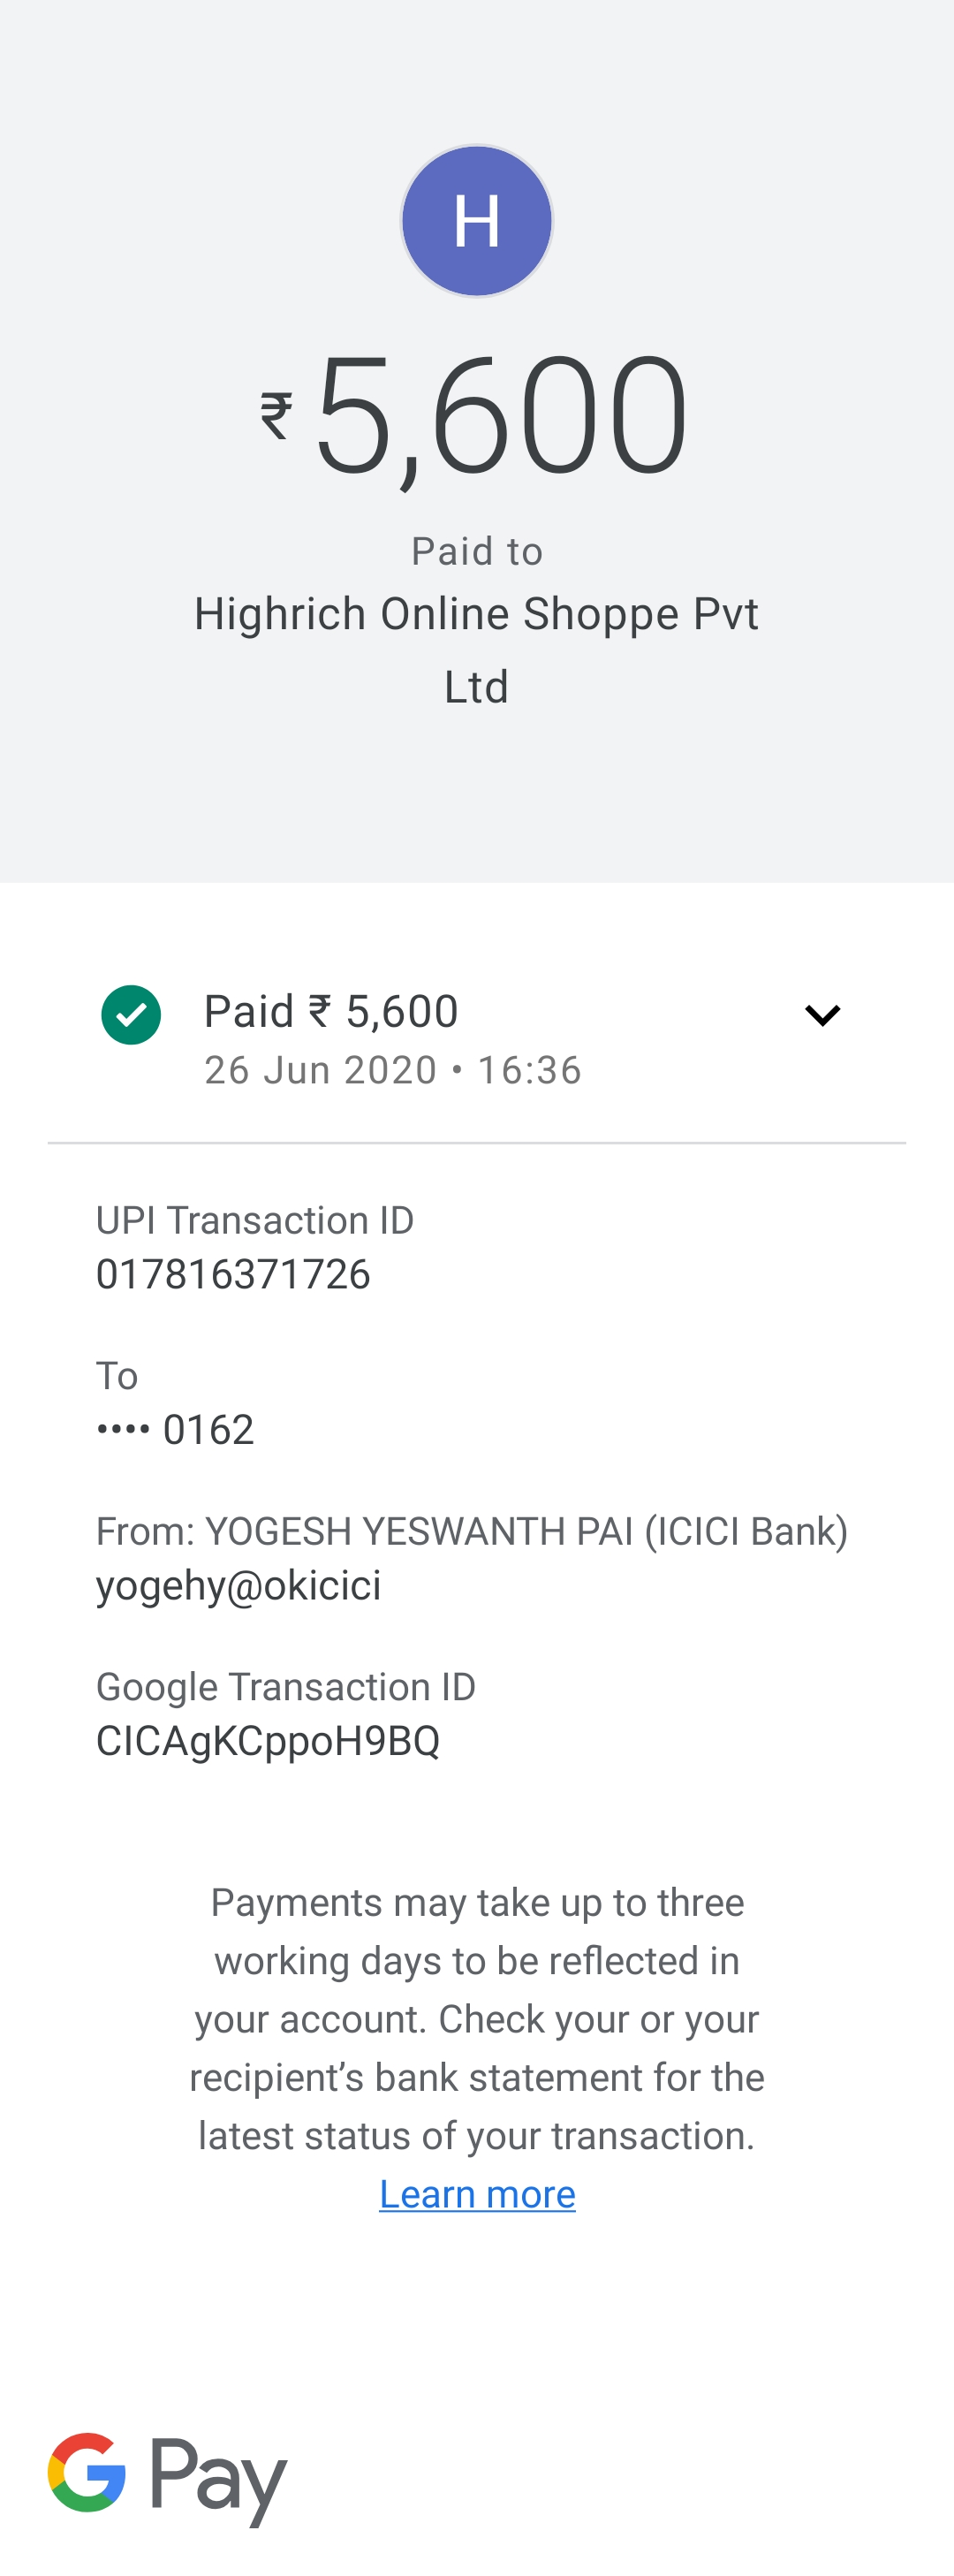 H
₹5,600
Paid to
Highrich Online Shoppe Pvt
Ltd
Paid ₹ 5,600
26 Jun 2020 • 16:36
UPI Transaction ID
017816371726
To
•••• 0162
From: YOGESH YESWANTH PAI (ICICI Bank)
yogehy@okicici
Google Transaction ID
CICAgKCppoH9BQ
Payments may take up to three
working days to be reflected in
your account. Check your or your
recipient’s bank statement for the
latest status of your transaction.
Learn more
G Pay